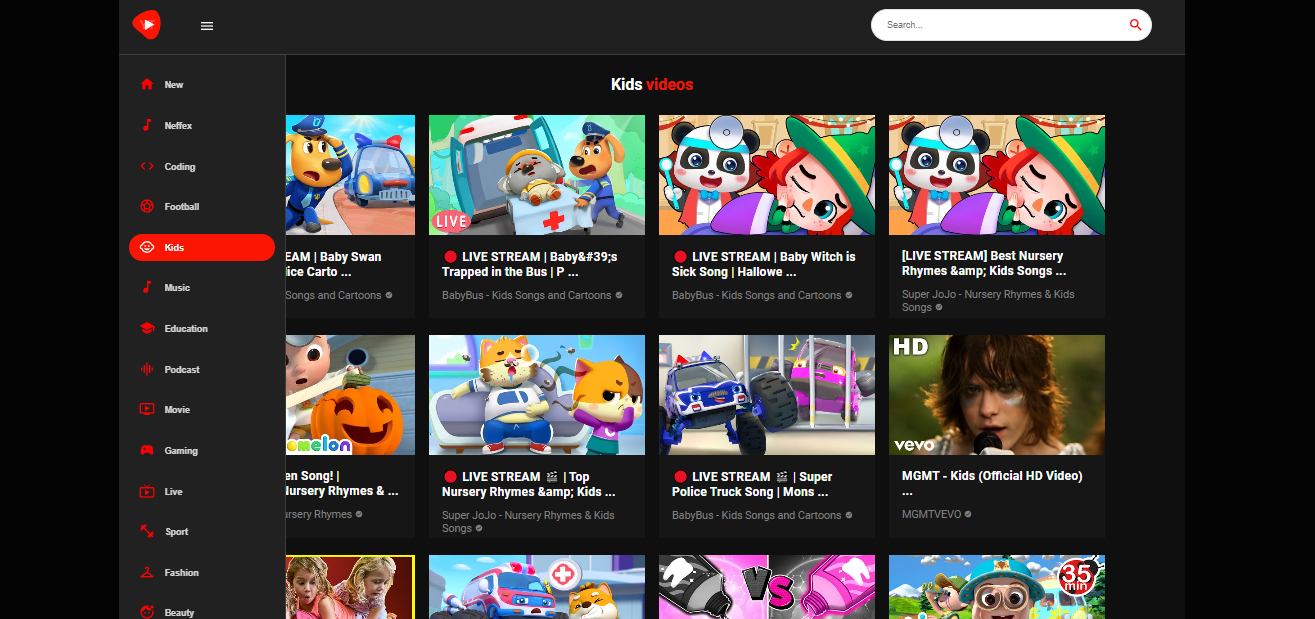 Search...
New
Neffex
Coding
Football
Kids
Music
Education
Podcast
Movie
Gaming
Live
Sport
Fashion
Beauty
Kids videos
EAM | Baby Swan
lice Carto ...
Songs and Cartoons
LIVE
🔴 LIVE STREAM | Baby&#39;s
Trapped in the Bus | P ...
BabyBus - Kids Songs and Cartoons
🔴 LIVE STREAM | Baby Witch is
Sick Song | Hallowe ...
BabyBus - Kids Songs and Cartoons
[LIVE STREAM] Best Nursery
Rhymes &amp; Kids Songs ...
Super JoJo - Nursery Rhymes & Kids
Songs
omelon
en Song! |
Nursery Rhymes & ...
ursery Rhymes
🔴 LIVE STREAM 🎬 | Top
Nursery Rhymes &amp; Kids ...
Super JoJo - Nursery Rhymes & Kids
Songs
🔴 LIVE STREAM 🎬 | Super
Police Truck Song | Mons ...
BabyBus - Kids Songs and Cartoons
HD
vevo
MGMT - Kids (Official HD Video)
...
MGMTVEVO
VS
35
min